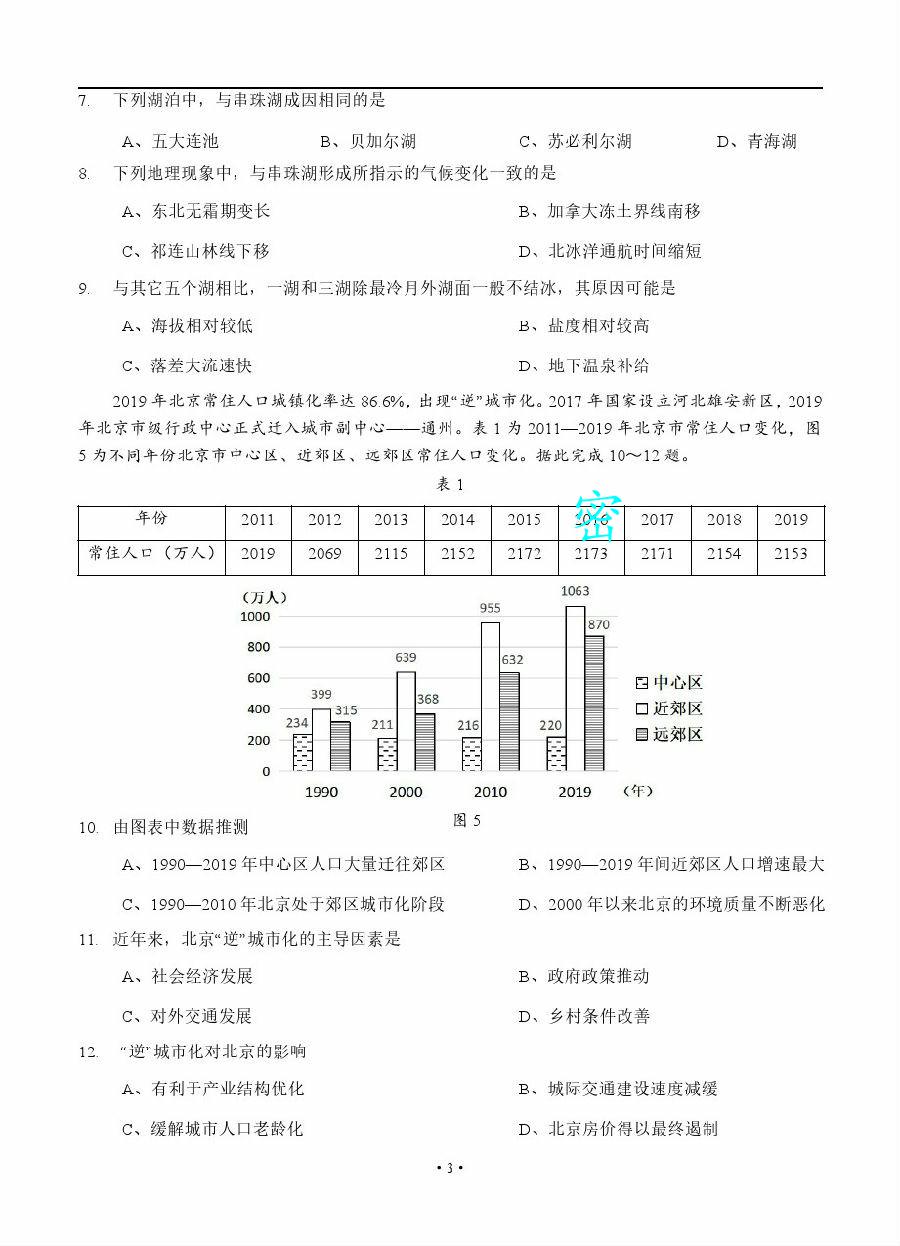 7. 下列湖泊中，与串珠湖成因相同的是
A、五大连池 B、贝加尔湖 C、苏必利尔湖 D、青海湖
8. 下列地理现象中，与串珠湖形成所指示的气候变化一致的是
A、东北无霜期变长 B、加拿大冻土界线南移
C、祁连山林线下移 D、北冰洋通航时间缩短
9. 与其它五个湖相比，一湖和三湖除最冷月外湖面一般不结冰，其原因可能是
A、海拔相对较低 B、盐度相对较高
C、落差大流速快 D、地下温泉补给
2019 年北京常住人口城镇化率达 86.6%，出现“逆”城市化。2017 年国家设立河北雄安新区，2019
年北京市级行政中心正式迁入城市副中心——通州。表 1 为 2011—2019 年北京市常住人口变化，图
5 为不同年份北京市中心区、近郊区、远郊区常住人口变化。据此完成 10～12 题。
表 1
年份 2011 2012 2013 2014 2015 2016 2017 2018 2019
密
常住人口（万人） 2019 2069 2115 2152 2172 2173 2171 2154 2153
（万人）
1000
800
600
400
200
0
234 399 315
211 639 368
216 955 632
220 1063 870
1990 2000 2010 2019 （年）
中心区
近郊区
远郊区
图 5
10. 由图表中数据推测
A、1990—2019 年中心区人口大量迁往郊区 B、1990—2019 年间近郊区人口增速最大
C、1990—2010 年北京处于郊区城市化阶段 D、2000 年以来北京的环境质量不断恶化
11. 近年来，北京“逆”城市化的主导因素是
A、社会经济发展 B、政府政策推动
C、对外交通发展 D、乡村条件改善
12. “逆”城市化对北京的影响
A、有利于产业结构优化 B、城际交通建设速度减缓
C、缓解城市人口老龄化 D、北京房价得以最终遏制
• 3 •